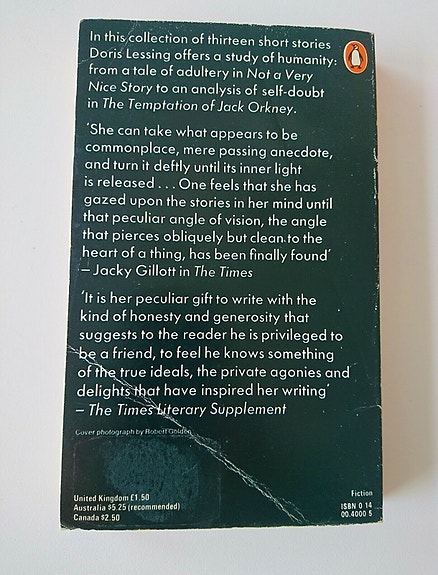 In this collection of thirteen short stories
Doris Lessing offers a study of humanity:
from a tale of adultery in Not a Very
Nice Story to an analysis of self-doubt
in The Temptation of Jack Orkney.
'She can take what appears to be
commonplace, mere passing anecdote,
and turn it deftly until its inner light
is released . . . One feels that she has
gazed upon the stories in her mind until
that peculiar angle of vision, the angle
that pierces obliquely but clean to the
heart of a thing, has been finally found'
– Jacky Gillott in The Times
'It is her peculiar gift to write with the
kind of honesty and generosity that
suggests to the reader he is privileged to
be a friend, to feel he knows something
of the true ideals, the private agonies and
delights that have inspired her writing'
– The Times Literary Supplement
Cover photograph by Robert Golden
United Kingdom £1.50
Australia $5.25 (recommended)
Canada $2.50
Fiction
ISBN 0 14
00.4000 5